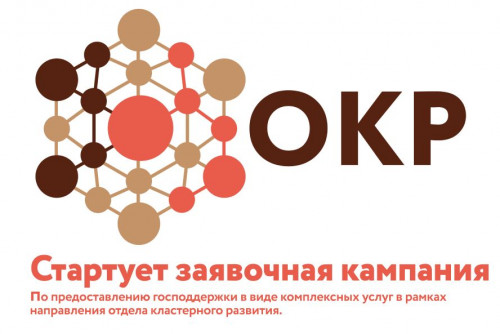 ОКР
Стартует заявочная кампания
По предоставлению господдержки в виде комплексных услуг в рамках
направления отдела кластерного развития.